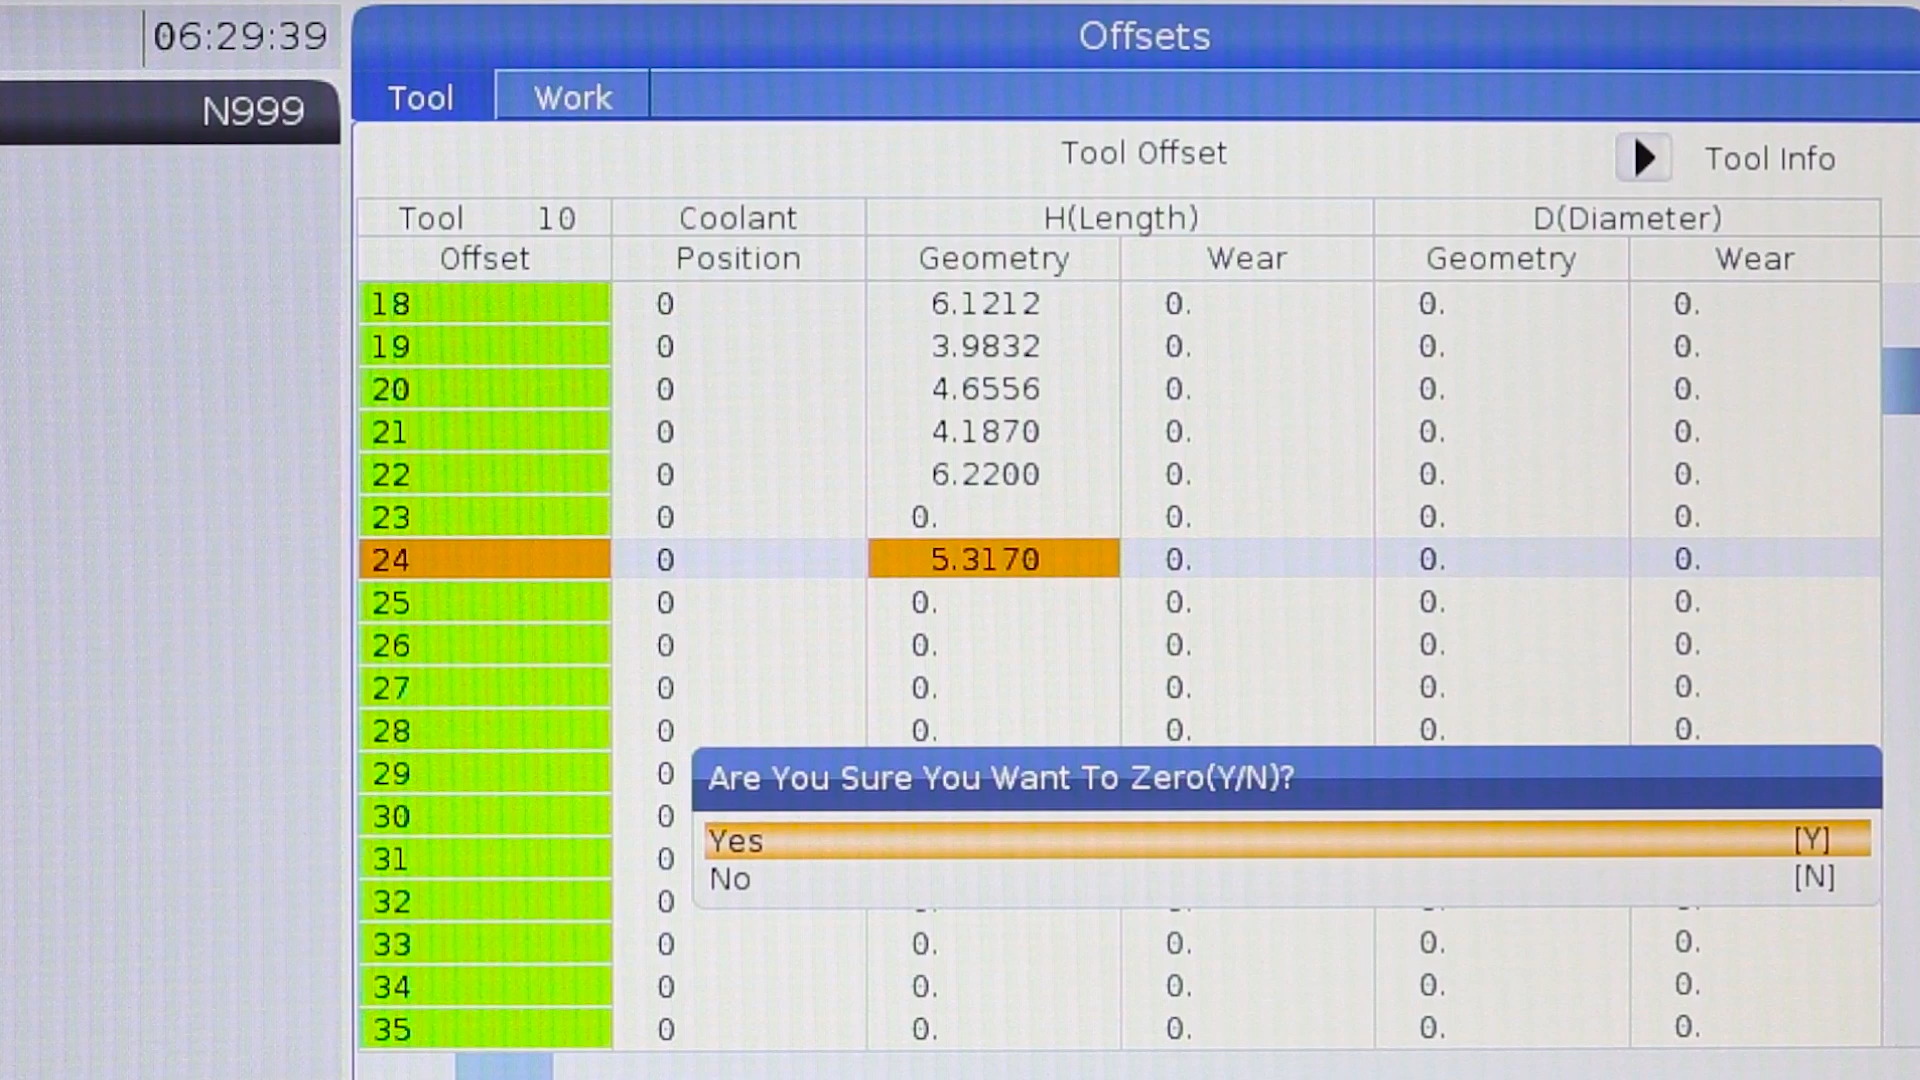 06:29:39
N999
Offsets
Tool Work
Tool Offset
Tool Info
Tool 10 Coolant H(Length) D(Diameter)
Offset Position Geometry Wear Geometry Wear
18 0 6.1212 0. 0. 0.
19 0 3.9832 0. 0. 0.
20 0 4.6556 0. 0. 0.
21 0 4.1870 0. 0. 0.
22 0 6.2200 0. 0. 0.
23 0 0. 0. 0. 0.
24 0 5.3170 0. 0. 0.
25 0 0. 0. 0. 0.
26 0 0. 0. 0. 0.
27 0 0. 0. 0. 0.
28 0 0. 0. 0. 0.
29 0
30 0
31 0
32 0
33 0 0. 0. 0. 0.
34 0 0. 0. 0. 0.
35 0 0. 0. 0. 0.
Are You Sure You Want To Zero(Y/N)?
Yes [Y]
No [N]